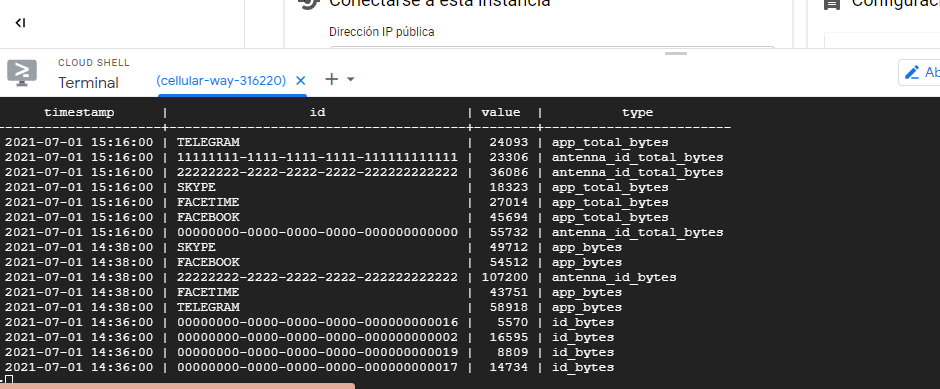 Conectarse a esta instancia
Configurac
Dirección IP pública
CLOUD SHELL
Terminal
(cellular-way-316220)
Ab
timestamp | id | value | type
---------------------+--------------------------------------+--------+-------------------------
2021-07-01 15:16:00 | TELEGRAM | 24093 | app_total_bytes
2021-07-01 15:16:00 | 11111111-1111-1111-1111-111111111111 | 23306 | antenna_id_total_bytes
2021-07-01 15:16:00 | 22222222-2222-2222-2222-222222222222 | 36086 | antenna_id_total_bytes
2021-07-01 15:16:00 | SKYPE | 18323 | app_total_bytes
2021-07-01 15:16:00 | FACETIME | 27014 | app_total_bytes
2021-07-01 15:16:00 | FACEBOOK | 45694 | app_total_bytes
2021-07-01 15:16:00 | 00000000-0000-0000-0000-000000000000 | 55732 | antenna_id_total_bytes
2021-07-01 14:38:00 | SKYPE | 49712 | app_bytes
2021-07-01 14:38:00 | FACEBOOK | 54512 | app_bytes
2021-07-01 14:38:00 | 22222222-2222-2222-2222-222222222222 | 107200 | antenna_id_bytes
2021-07-01 14:38:00 | FACETIME | 43751 | app_bytes
2021-07-01 14:38:00 | TELEGRAM | 58918 | app_bytes
2021-07-01 14:36:00 | 00000000-0000-0000-0000-000000000016 | 5570 | id_bytes
2021-07-01 14:36:00 | 00000000-0000-0000-0000-000000000002 | 16595 | id_bytes
2021-07-01 14:36:00 | 00000000-0000-0000-0000-000000000019 | 8809 | id_bytes
2021-07-01 14:36:00 | 00000000-0000-0000-0000-000000000017 | 14734 | id_bytes